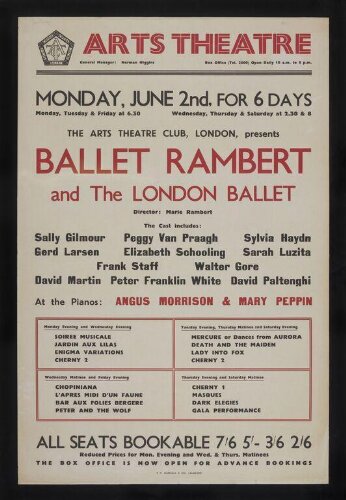 ARTS THEATRE
General Manager: Norman Higgins
Box Office (Tel. 2000) Open Daily 10 a.m. to 8 p.m.
MONDAY, JUNE 2nd, FOR 6 DAYS
Monday, Tuesday & Friday at 6.30
Wednesday, Thursday & Saturday at 2.30 & 8
THE ARTS THEATRE CLUB, LONDON, presents
BALLET RAMBERT
and The LONDON BALLET
Director: Marie Rambert
The Cast includes:
Sally Gilmour Peggy Van Praagh Sylvia Haydn
Gerd Larsen Elizabeth Schooling Sarah Luzita
Frank Staff Walter Gore
David Martin Peter Franklin White David Paltenghi
At the Pianos: ANGUS MORRISON & MARY PEPPIN
Monday Evening and Wednesday Evening
SOIREE MUSICALE
JARDIN AUX LILAS
ENIGMA VARIATIONS
CZERNY 2
Tuesday Evening, Thursday Matinee and Saturday Evening
MERCURE or Dances from AURORA
DEATH AND THE MAIDEN
LADY INTO FOX
CZERNY 2
Wednesday Matinee and Friday Evening
CHOPINIANA
L'APRES MIDI D'UN FAUNE
BAR AUX FOLIES BERGERE
PETER AND THE WOLF
Thursday Evening and Saturday Matinee
CZERNY 1
MASQUES
DARK ELEGIES
GALA PERFORMANCE
ALL SEATS BOOKABLE 7/6 5/- 3/6 2/6
Reduced Prices for Mon. Evening and Wed. & Thurs. Matinees
THE BOX OFFICE IS NOW OPEN FOR ADVANCE BOOKINGS